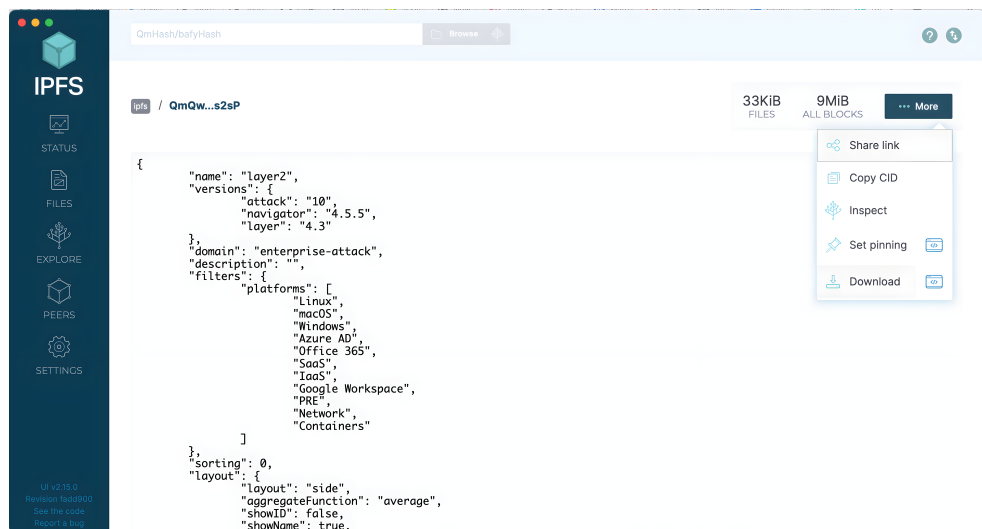 QmHash/bafyHash
Browse
IPFS
STATUS
FILES
EXPLORE
PEERS
SETTINGS
UI v2.15.0
Revision fadd900
See the code
Report a bug
ipfs / QmQw...s2sP
33KiB
FILES
9MiB
ALL BLOCKS
••• More
Share link
Copy CID
Inspect
Set pinning
Download
{
"name": "layer2",
"versions": {
"attack": "10",
"navigator": "4.5.5",
"layer": "4.3"
},
"domain": "enterprise-attack",
"description": "",
"filters": {
"platforms": [
"Linux",
"macOS",
"Windows",
"Azure AD",
"Office 365",
"SaaS",
"IaaS",
"Google Workspace",
"PRE",
"Network",
"Containers"
]
},
"sorting": 0,
"layout": {
"layout": "side",
"aggregateFunction": "average",
"showID": false,
"showName": true,